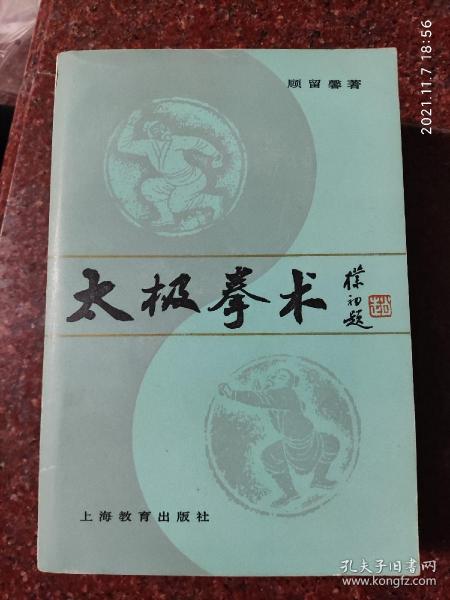 2021.11.7 18:56
顾留馨著
太极拳术
樸初题
上海教育出版社
孔夫子旧书网
www.kongfz.com